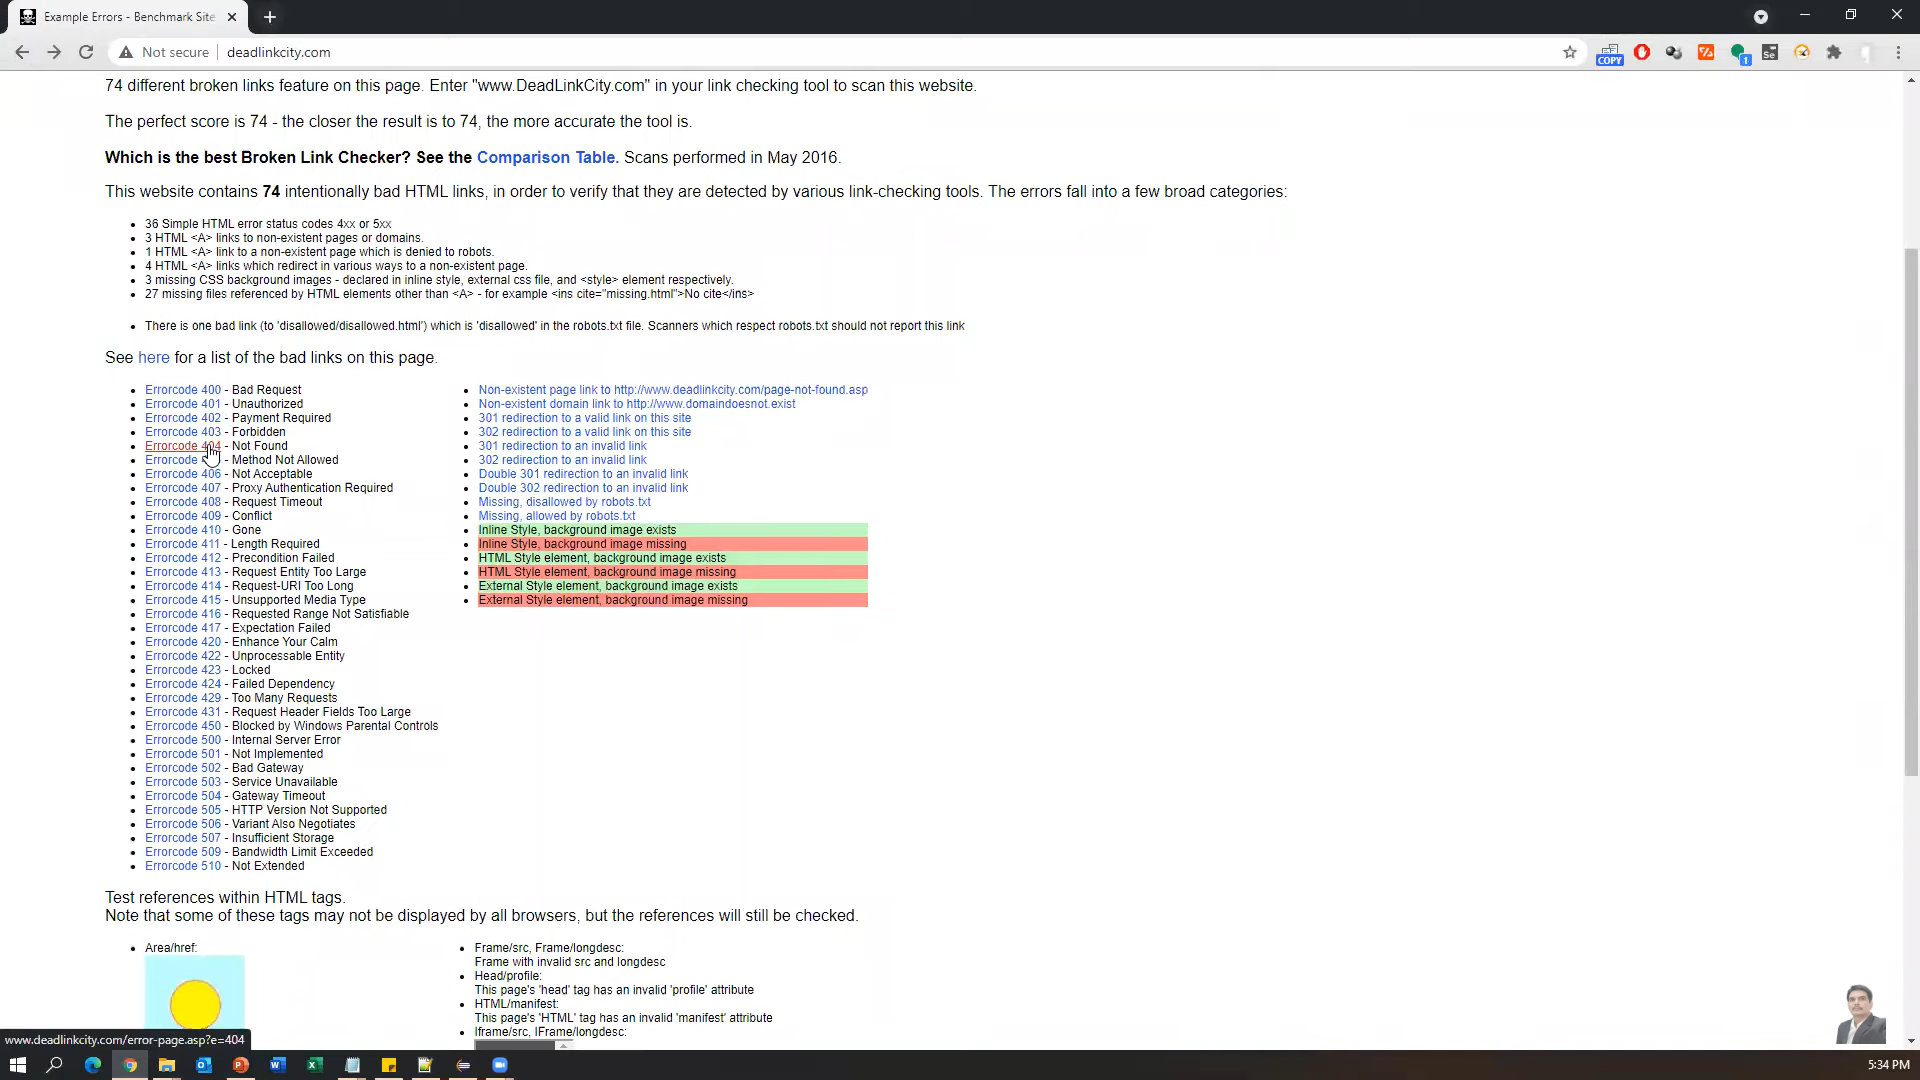 Example Errors - Benchmark Site
Not secure
deadlinkcity.com
COPY
1
Se
74 different broken links feature on this page. Enter "www.DeadLinkCity.com" in your link checking tool to scan this website.
The perfect score is 74 - the closer the result is to 74, the more accurate the tool is.
Which is the best Broken Link Checker? See the Comparison Table. Scans performed in May 2016.
This website contains 74 intentionally bad HTML links, in order to verify that they are detected by various link-checking tools. The errors fall into a few broad categories:
36 Simple HTML error status codes 4xx or 5xx
3 HTML <A> links to non-existent pages or domains.
1 HTML <A> link to a non-existent page which is denied to robots.
4 HTML <A> links which redirect in various ways to a non-existent page.
3 missing CSS background images - declared in inline style, external css file, and <style> element respectively.
27 missing files referenced by HTML elements other than <A> - for example <ins cite="missing.html">No cite</ins>
There is one bad link (to 'disallowed/disallowed.html') which is 'disallowed' in the robots.txt file. Scanners which respect robots.txt should not report this link
See here for a list of the bad links on this page.
Errorcode 400 - Bad Request
Errorcode 401 - Unauthorized
Errorcode 402 - Payment Required
Errorcode 403 - Forbidden
Errorcode 404 - Not Found
Errorcode - Method Not Allowed
Errorcode 406 - Not Acceptable
Errorcode 407 - Proxy Authentication Required
Errorcode 408 - Request Timeout
Errorcode 409 - Conflict
Errorcode 410 - Gone
Errorcode 411 - Length Required
Errorcode 412 - Precondition Failed
Errorcode 413 - Request Entity Too Large
Errorcode 414 - Request-URI Too Long
Errorcode 415 - Unsupported Media Type
Errorcode 416 - Requested Range Not Satisfiable
Errorcode 417 - Expectation Failed
Errorcode 420 - Enhance Your Calm
Errorcode 422 - Unprocessable Entity
Errorcode 423 - Locked
Errorcode 424 - Failed Dependency
Errorcode 429 - Too Many Requests
Errorcode 431 - Request Header Fields Too Large
Errorcode 450 - Blocked by Windows Parental Controls
Errorcode 500 - Internal Server Error
Errorcode 501 - Not Implemented
Errorcode 502 - Bad Gateway
Errorcode 503 - Service Unavailable
Errorcode 504 - Gateway Timeout
Errorcode 505 - HTTP Version Not Supported
Errorcode 506 - Variant Also Negotiates
Errorcode 507 - Insufficient Storage
Errorcode 509 - Bandwidth Limit Exceeded
Errorcode 510 - Not Extended
Non-existent page link to http://www.deadlinkcity.com/page-not-found.asp
Non-existent domain link to http://www.domaindoesnot.exist
301 redirection to a valid link on this site
302 redirection to a valid link on this site
301 redirection to an invalid link
302 redirection to an invalid link
Double 301 redirection to an invalid link
Double 302 redirection to an invalid link
Missing, disallowed by robots.txt
Missing, allowed by robots.txt
Inline Style, background image exists
Inline Style, background image missing
HTML Style element, background image exists
HTML Style element, background image missing
External Style element, background image exists
External Style element, background image missing
Test references within HTML tags.
Note that some of these tags may not be displayed by all browsers, but the references will still be checked.
Area/href:
Frame/src, Frame/longdesc:
Frame with invalid src and longdesc
Head/profile:
This page's 'head' tag has an invalid 'profile' attribute
HTML/manifest:
This page's 'HTML' tag has an invalid 'manifest' attribute
Iframe/src, IFrame/longdesc:
www.deadlinkcity.com/error-page.asp?e=404
5:34 PM